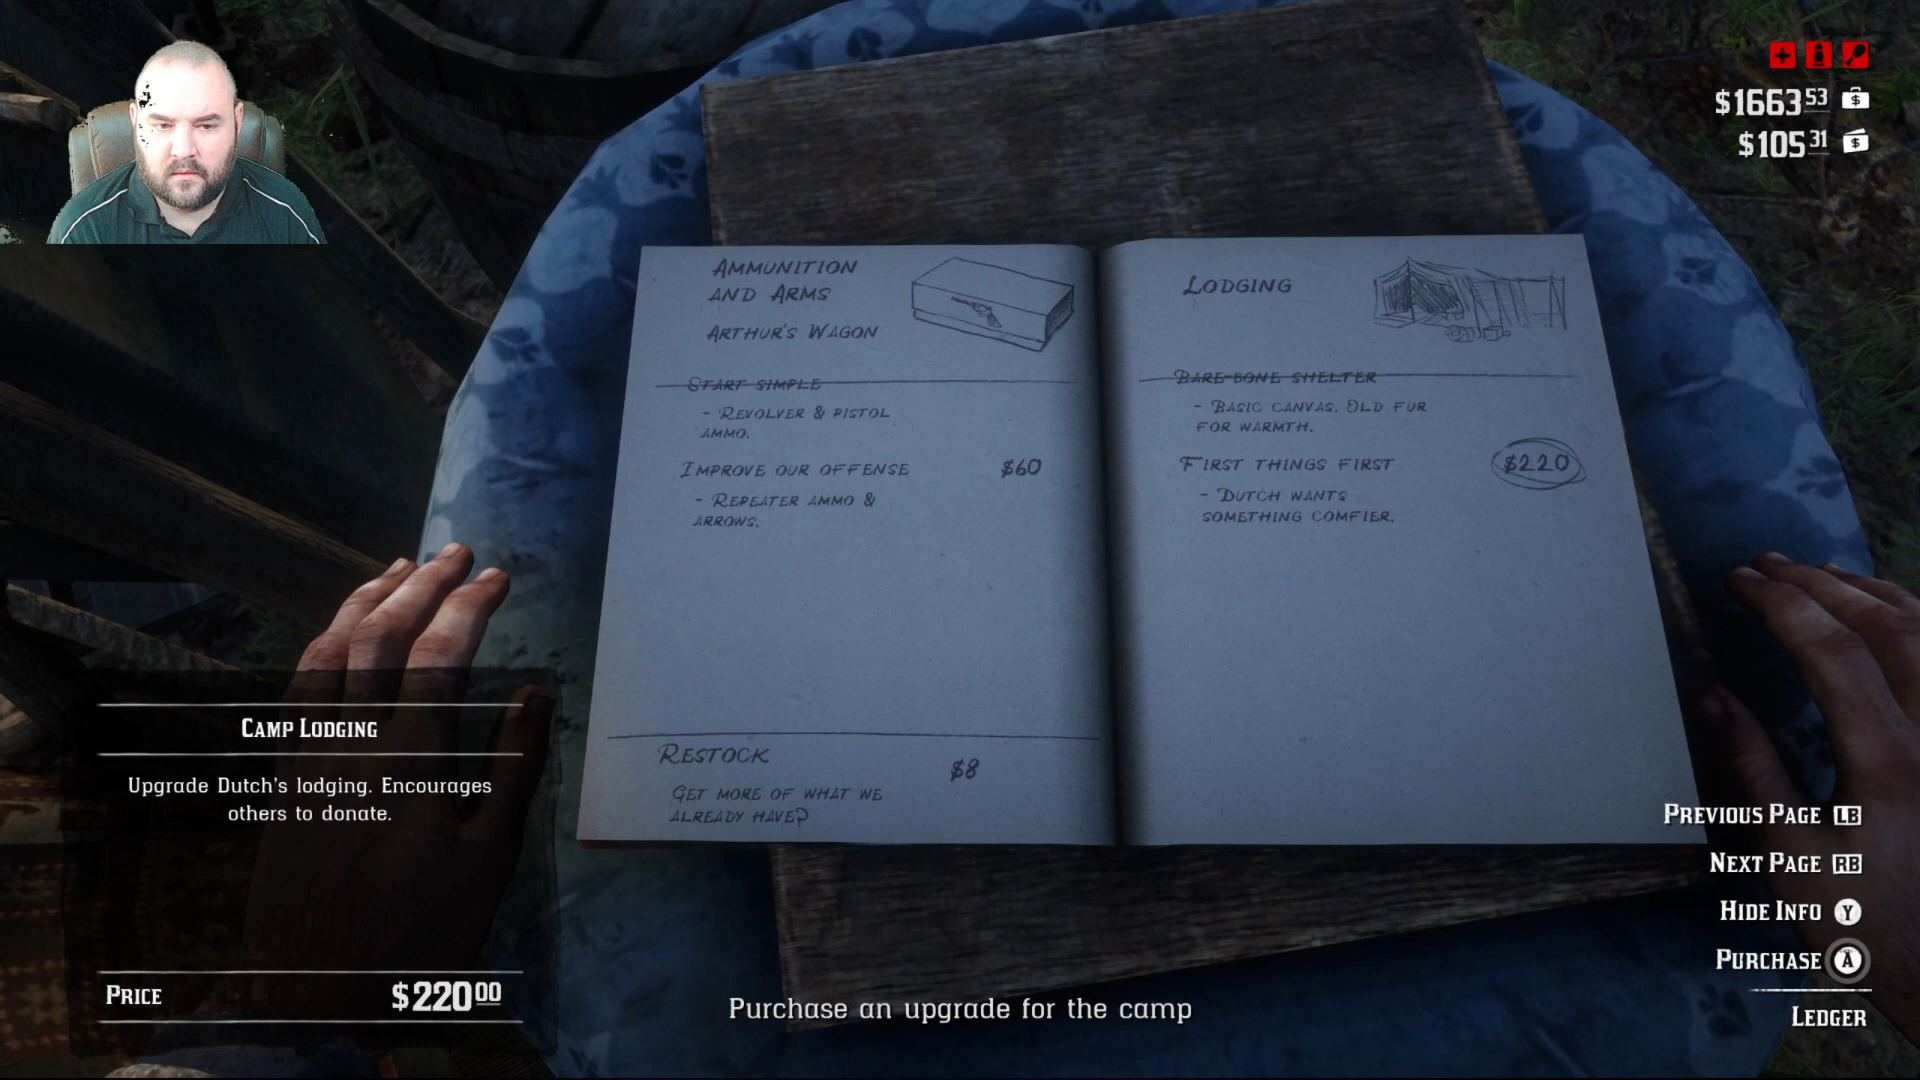 $1663 53
$105 31
AMMUNITION
AND ARMS
ARTHUR'S WAGON
START SIMPLE
- REVOLVER & PISTOL
AMMO.
IMPROVE OUR OFFENSE $60
- REPEATER AMMO &
ARROWS.
RESTOCK $8
GET MORE OF WHAT WE
ALREADY HAVE?
LODGING
BARE-BONE SHELTER
- BASIC CANVAS. OLD FUR
FOR WARMTH.
FIRST THINGS FIRST $220
- DUTCH WANTS
SOMETHING COMFIER.
CAMP LODGING
Upgrade Dutch's lodging. Encourages
others to donate.
PRICE $220 00
Purchase an upgrade for the camp
PREVIOUS PAGE LB
NEXT PAGE RB
HIDE INFO Y
PURCHASE A
LEDGER